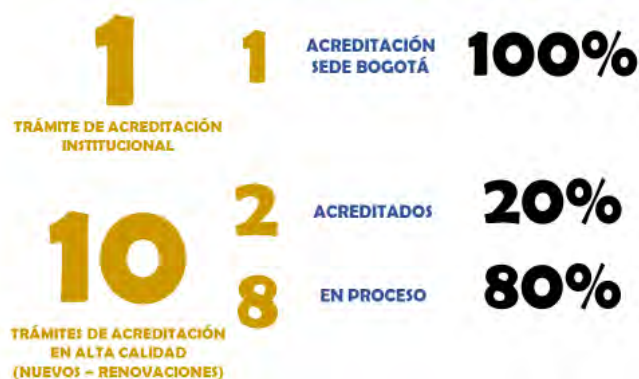 1
TRÁMITE DE ACREDITACIÓN
INSTITUCIONAL
1
ACREDITACIÓN
SEDE BOGOTÁ
100%
10
TRÁMITES DE ACREDITACIÓN
EN ALTA CALIDAD
(NUEVOS – RENOVACIONES)
2
ACREDITADOS
20%
8
EN PROCESO
80%